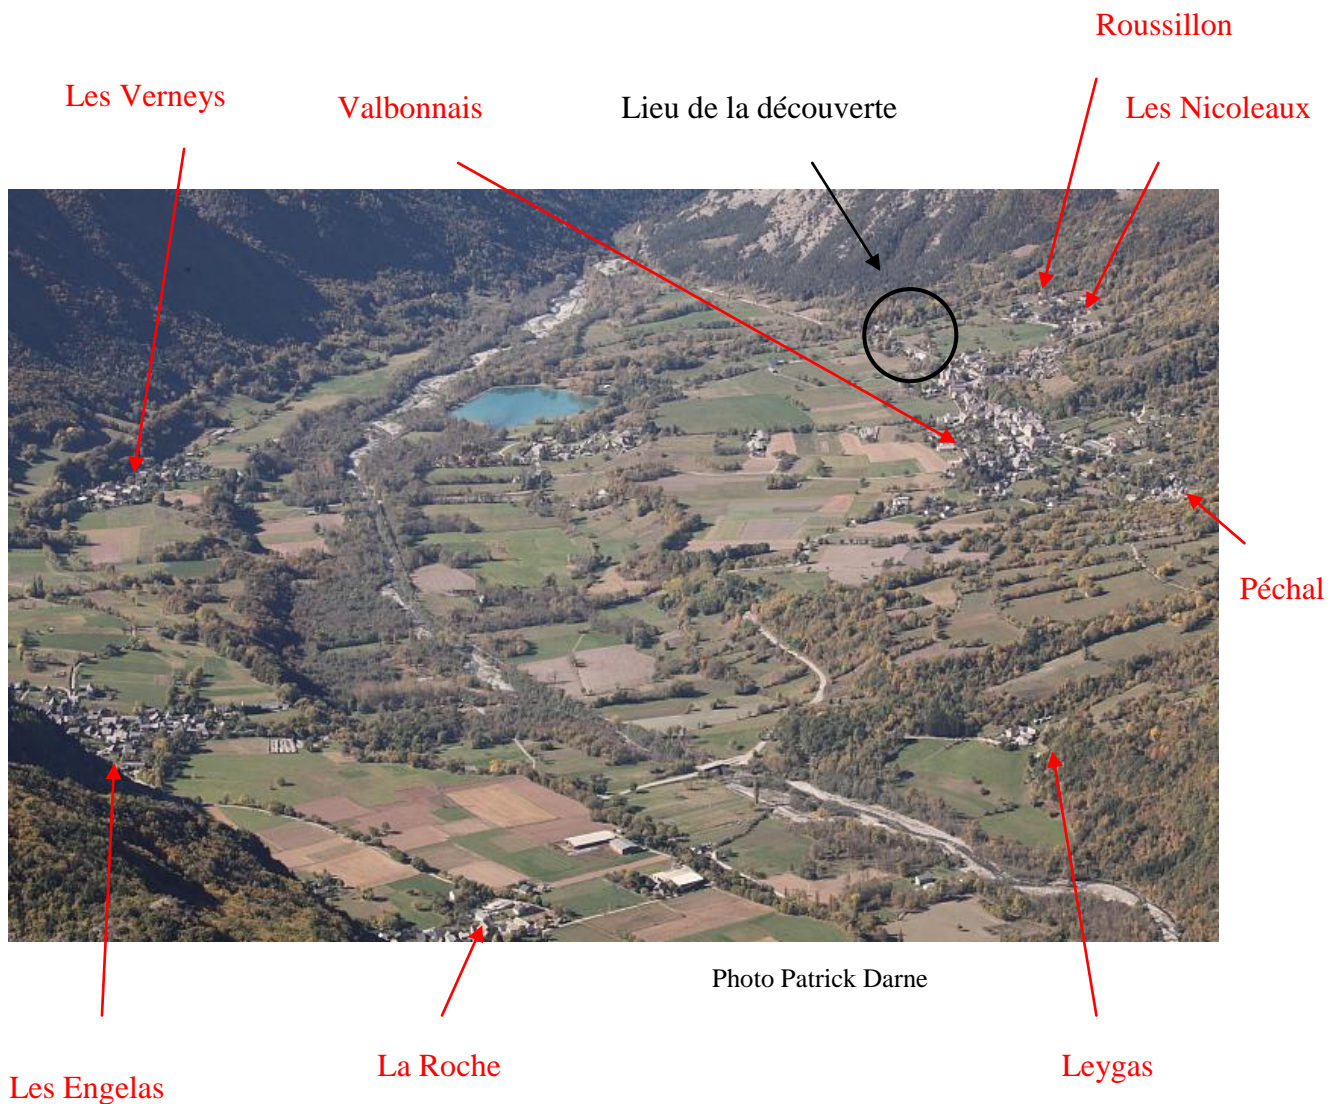 Roussillon
Les Verneys
Valbonnais
Lieu de la découverte
Les Nicoleaux
Péchal
Photo Patrick Darne
La Roche
Leygas
Les Engelas